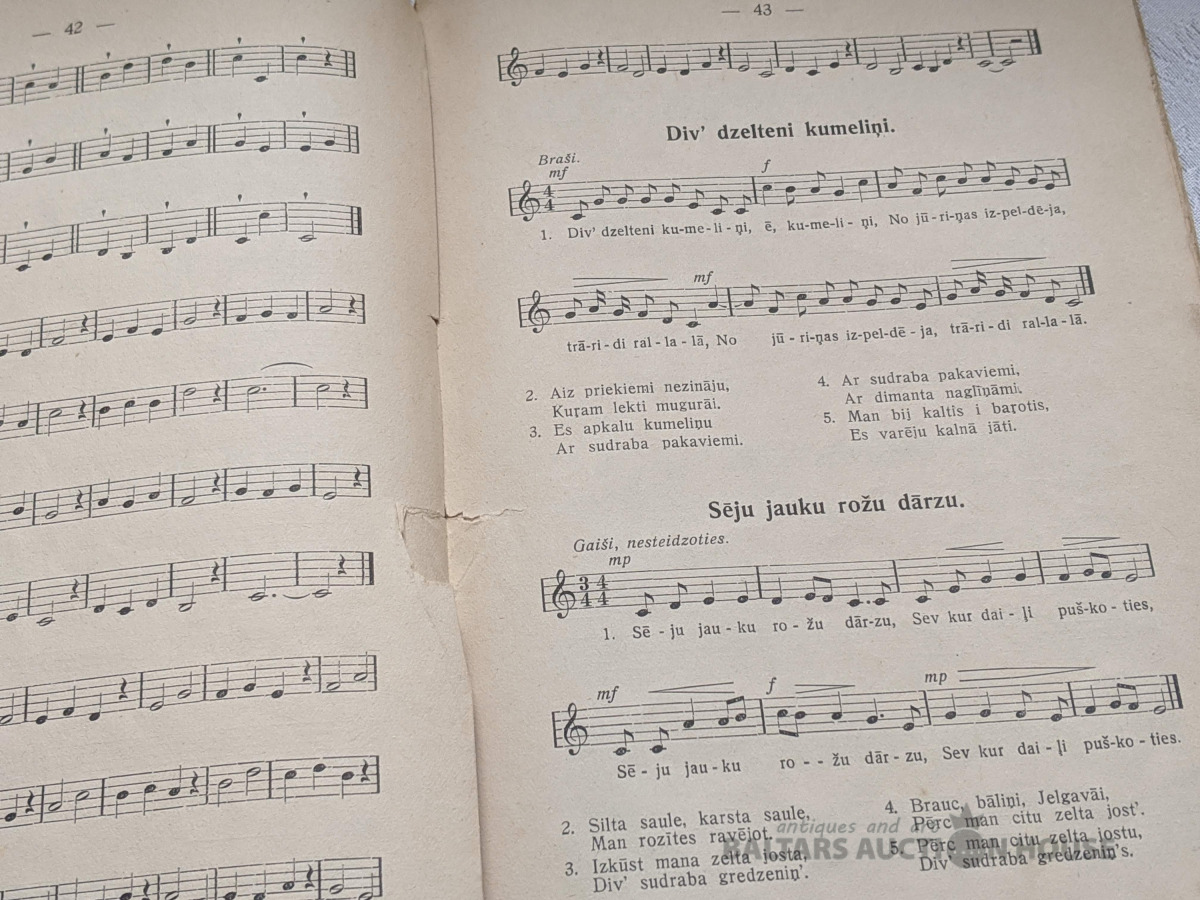 — 42 —
— 43 —
Div' dzelteni kumeliņi.
Braši.
mf
f
1. Div' dzelteni ku-me-li-ņi, ē, ku-me-li-ņi, No jū-ri-ņas iz-pel-dē-ja,
mf
trā-ri-di ral-la-lā, No jū-ri-ņas iz-pel-dē-ja, trā-ri-di ral-la-lā.
2. Aiz priekiemi nezināju,
Kuŗam lekti mugurāi.
3. Es apkalu kumeliņu
Ar sudraba pakaviemi.
4. Ar sudraba pakaviemi,
Ar dimanta naglīņāmi.
5. Man bij kaltis i barotis,
Es varēju kalnā jāti.
Sēju jauku rožu dārzu.
Gaiši, nesteidzoties.
mp
3 4
4 4
1. Sē-ju jau-ku ro-žu dār-zu, Sev kur dai-ļi puš-ko-ties,
mf
f
mp
Sē-ju jau-ku ro--žu dār-zu, Sev kur dai-ļi puš-ko-ties.
2. Silta saule, karsta saule,
Man rozītes ravējot.
3. Izkūst mana zelta josta,
Div' sudraba gredzeniņ'.
4. Brauc, bāliņi, Jelgavāi,
Pērc man citu zelta jost'.
5. Pērc man citu zelta jostu,
Div' sudraba gredzeniņ's.
antiques and art
BALTARS AUCTION HOUSE